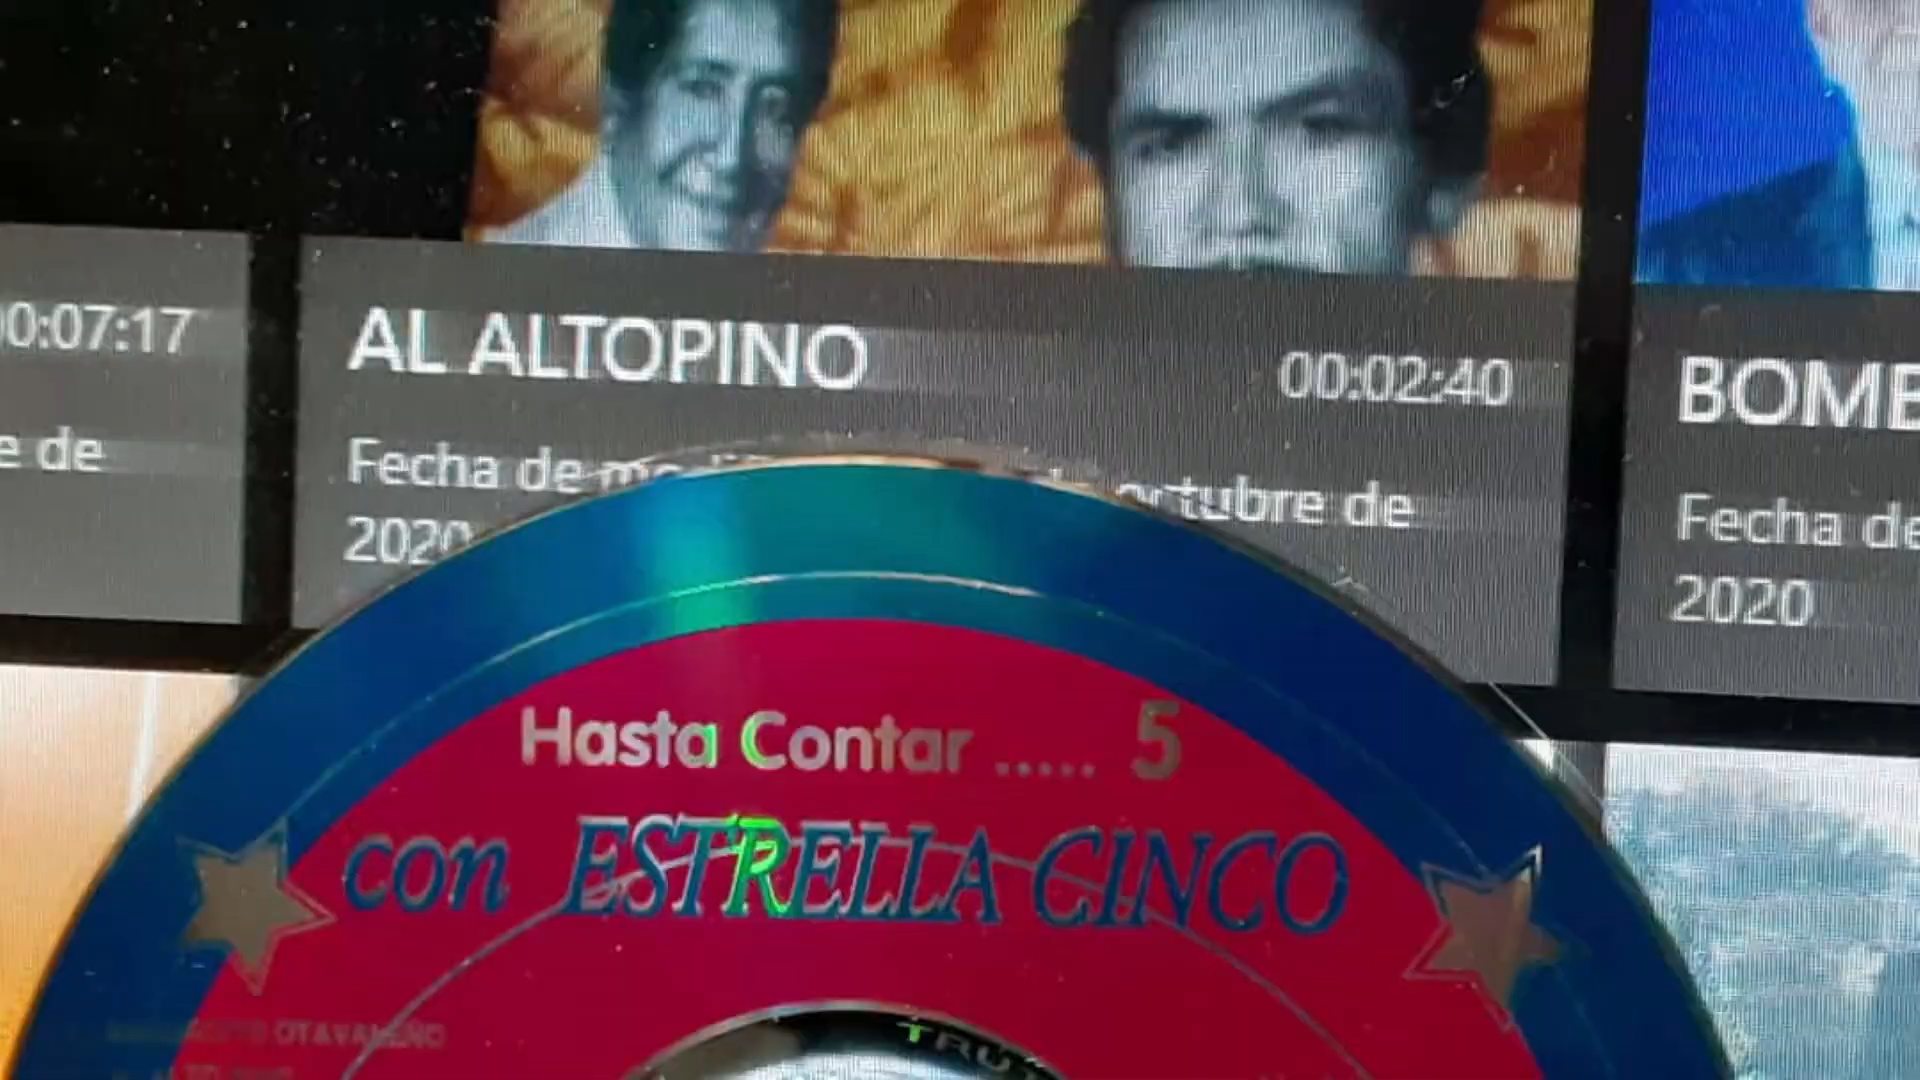 00:07:17
AL ALTOPINO
00:02:40
BOMB
e de
Fecha de
octubre de
2020
Fecha de
2020
Hasta Contar ..... 5
con ESTRELLA CINCO
OTAVALEÑO